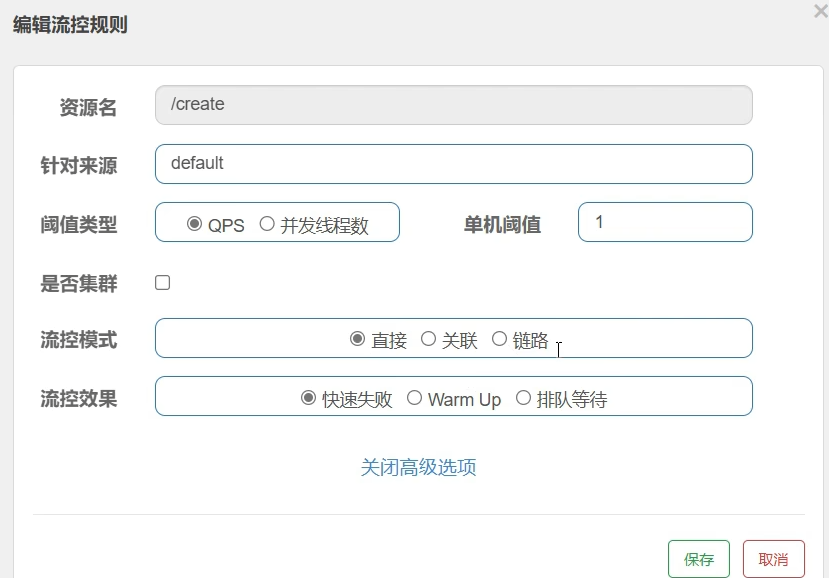 编辑流控规则
×
资源名 /create
针对来源 default
阈值类型 QPS 并发线程数 单机阈值 1
是否集群
流控模式 直接 关联 链路
流控效果 快速失败 Warm Up 排队等待
关闭高级选项
保存 取消